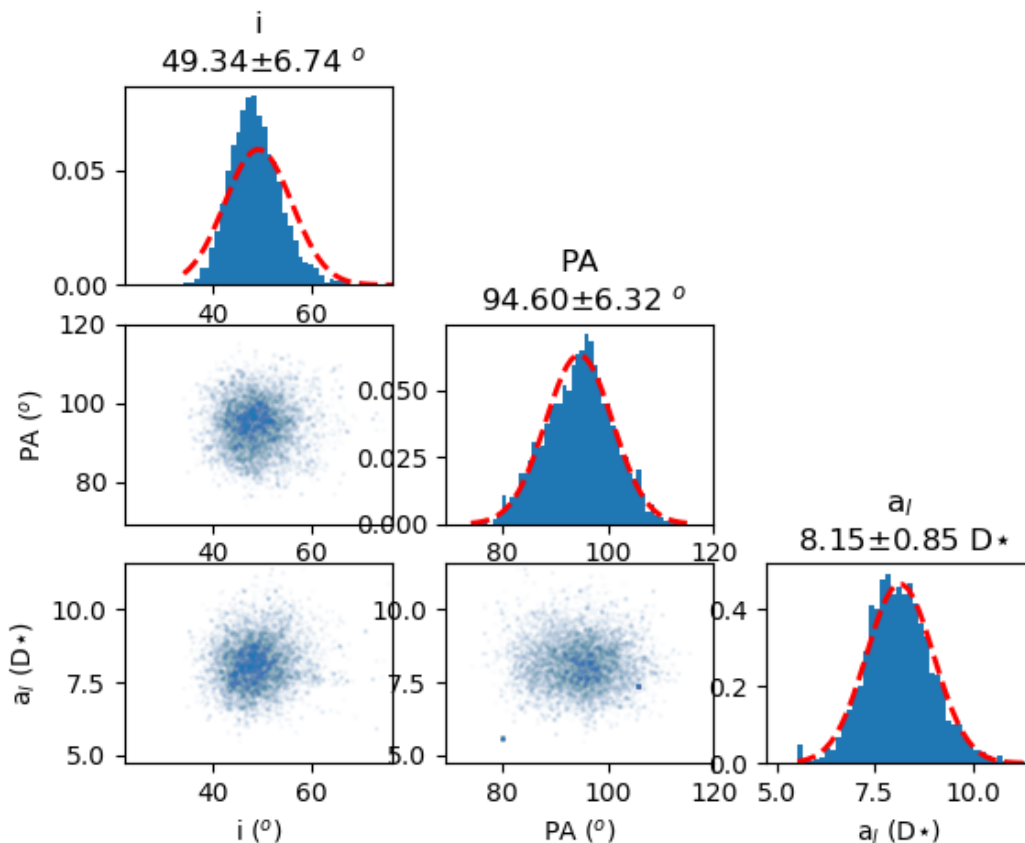 i
49.34±6.74 °
0.05
0.00
40 60
PA
94.60±6.32 °
120
100
80
PA (°)
40 60
0.050
0.025
0.000
80 100 120
a_l
8.15±0.85 D⋆
10.0
7.5
5.0
a_l (D⋆)
40 60
i (°)
10.0
7.5
5.0
80 100 120
PA (°)
0.4
0.2
0.0
5.0 7.5 10.0
a_l (D⋆)